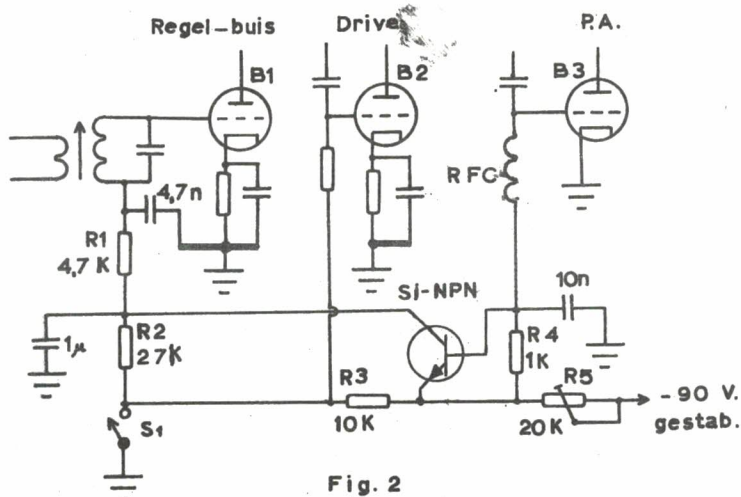 Regel-buis
Drive
P.A.
B1
B2
B3
4,7n
RFC
R1
4,7K
Si-NPN
10n
1µ
R2
27K
R4
1K
R3
10K
R5
20K
-90 V.
gestab.
S1
Fig. 2